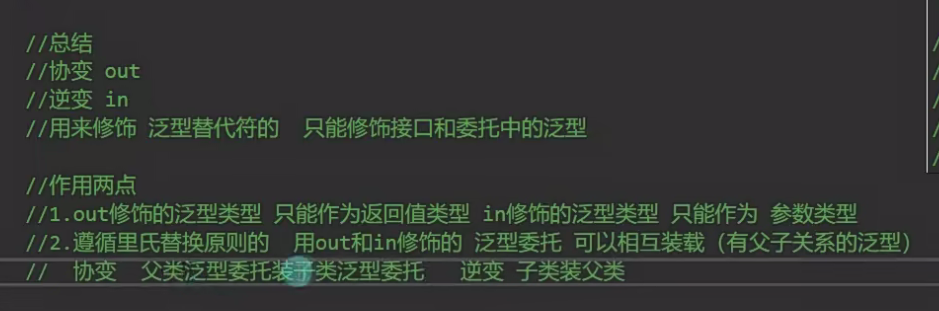 //总结
//协变 out
//逆变 in
//用来修饰 泛型替代符的 只能修饰接口和委托中的泛型
//作用两点
//1.out修饰的泛型类型 只能作为返回值类型 in修饰的泛型类型 只能作为 参数类型
//2.遵循里氏替换原则的 用out和in修饰的 泛型委托 可以相互装载（有父子关系的泛型）
// 协变 父类泛型委托装子类泛型委托 逆变 子类装父类